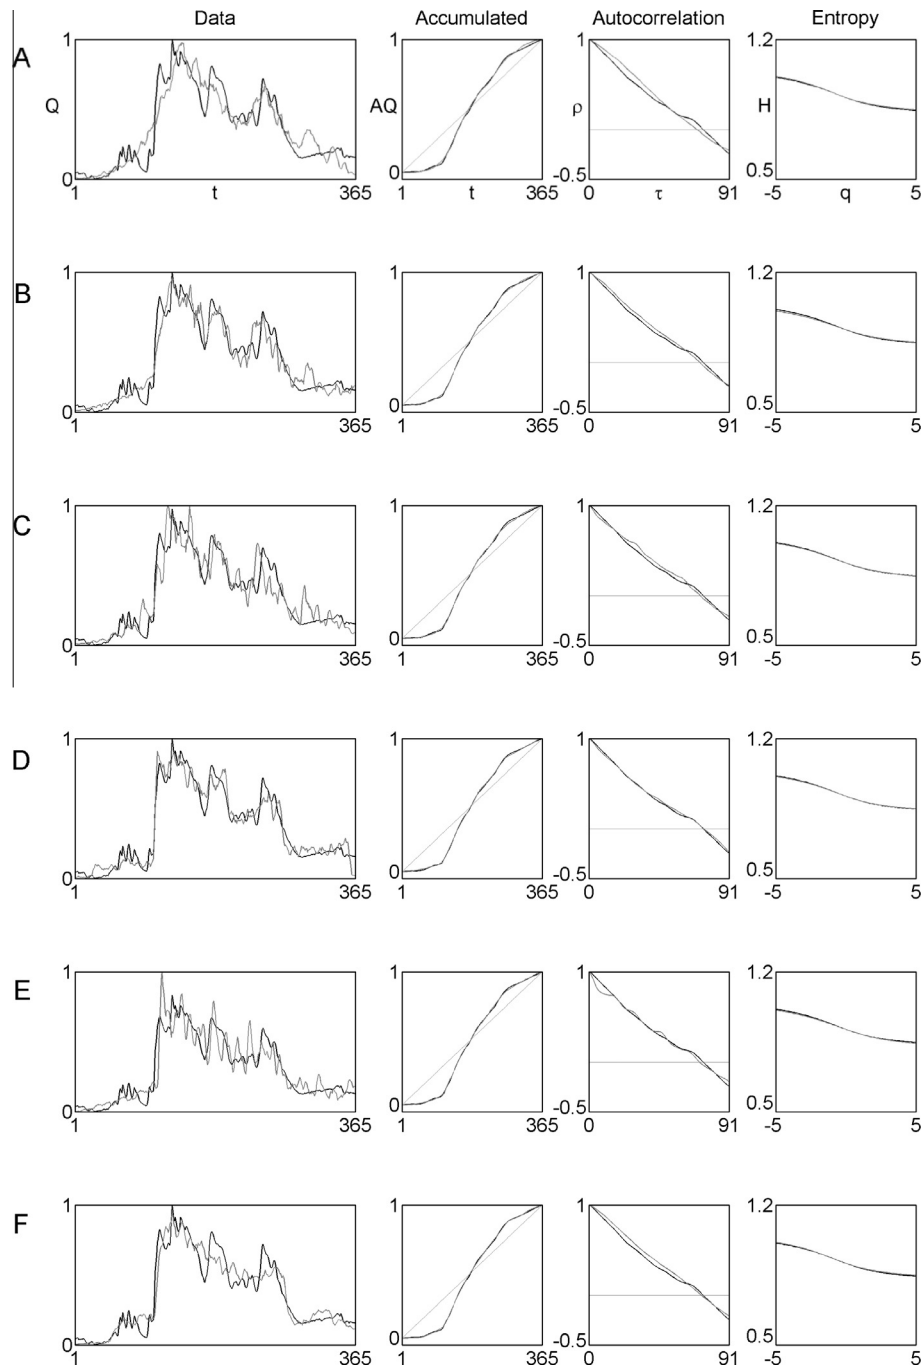 Data Accumulated Autocorrelation Entropy
A 1 Q 0 1 t 365 1 AQ 0 1 t 365 1 ρ -0.5 0 τ 91 1.2 H 0.5 -5 q 5
B 1 0 1 365 1 0 1 365 1 -0.5 0 91 1.2 0.5 -5 5
C 1 0 1 365 1 0 1 365 1 -0.5 0 91 1.2 0.5 -5 5
D 1 0 1 365 1 0 1 365 1 -0.5 0 91 1.2 0.5 -5 5
E 1 0 1 365 1 0 1 365 1 -0.5 0 91 1.2 0.5 -5 5
F 1 0 1 365 1 0 1 365 1 -0.5 0 91 1.2 0.5 -5 5